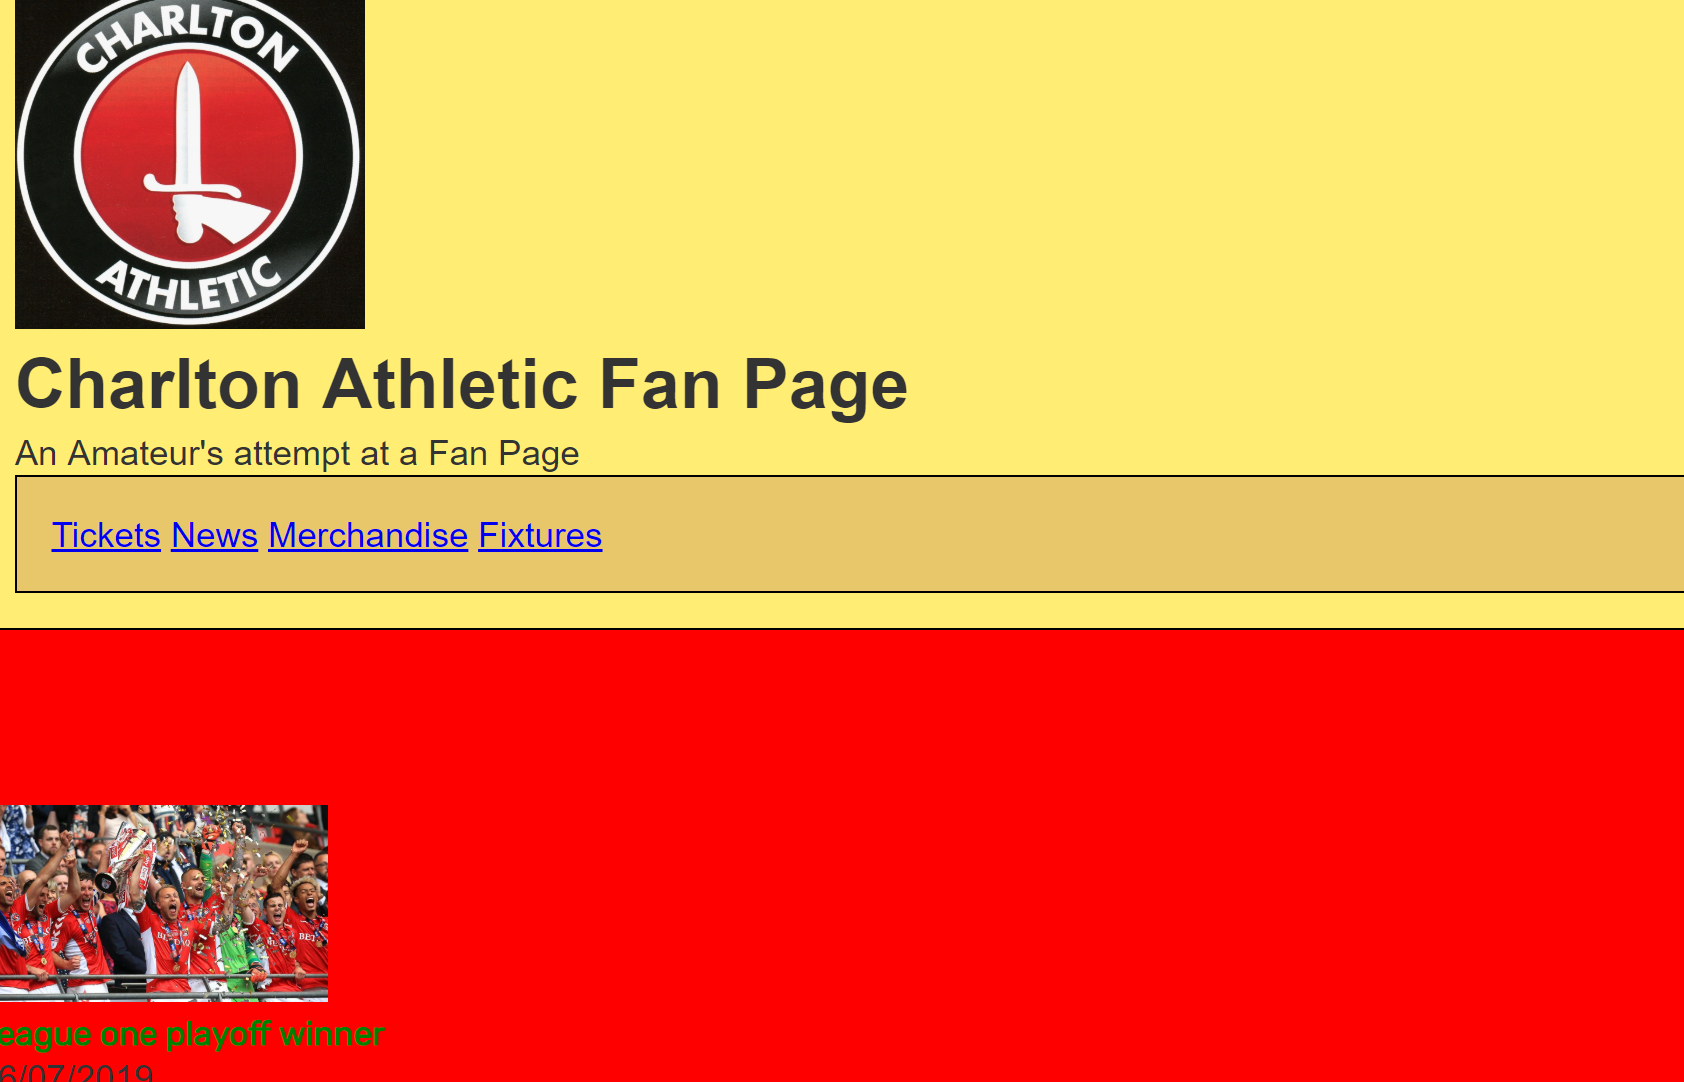 CHARLTON
ATHLETIC
Charlton Athletic Fan Page
An Amateur's attempt at a Fan Page
Tickets News Merchandise Fixtures
eague one playoff winner
6/07/2019